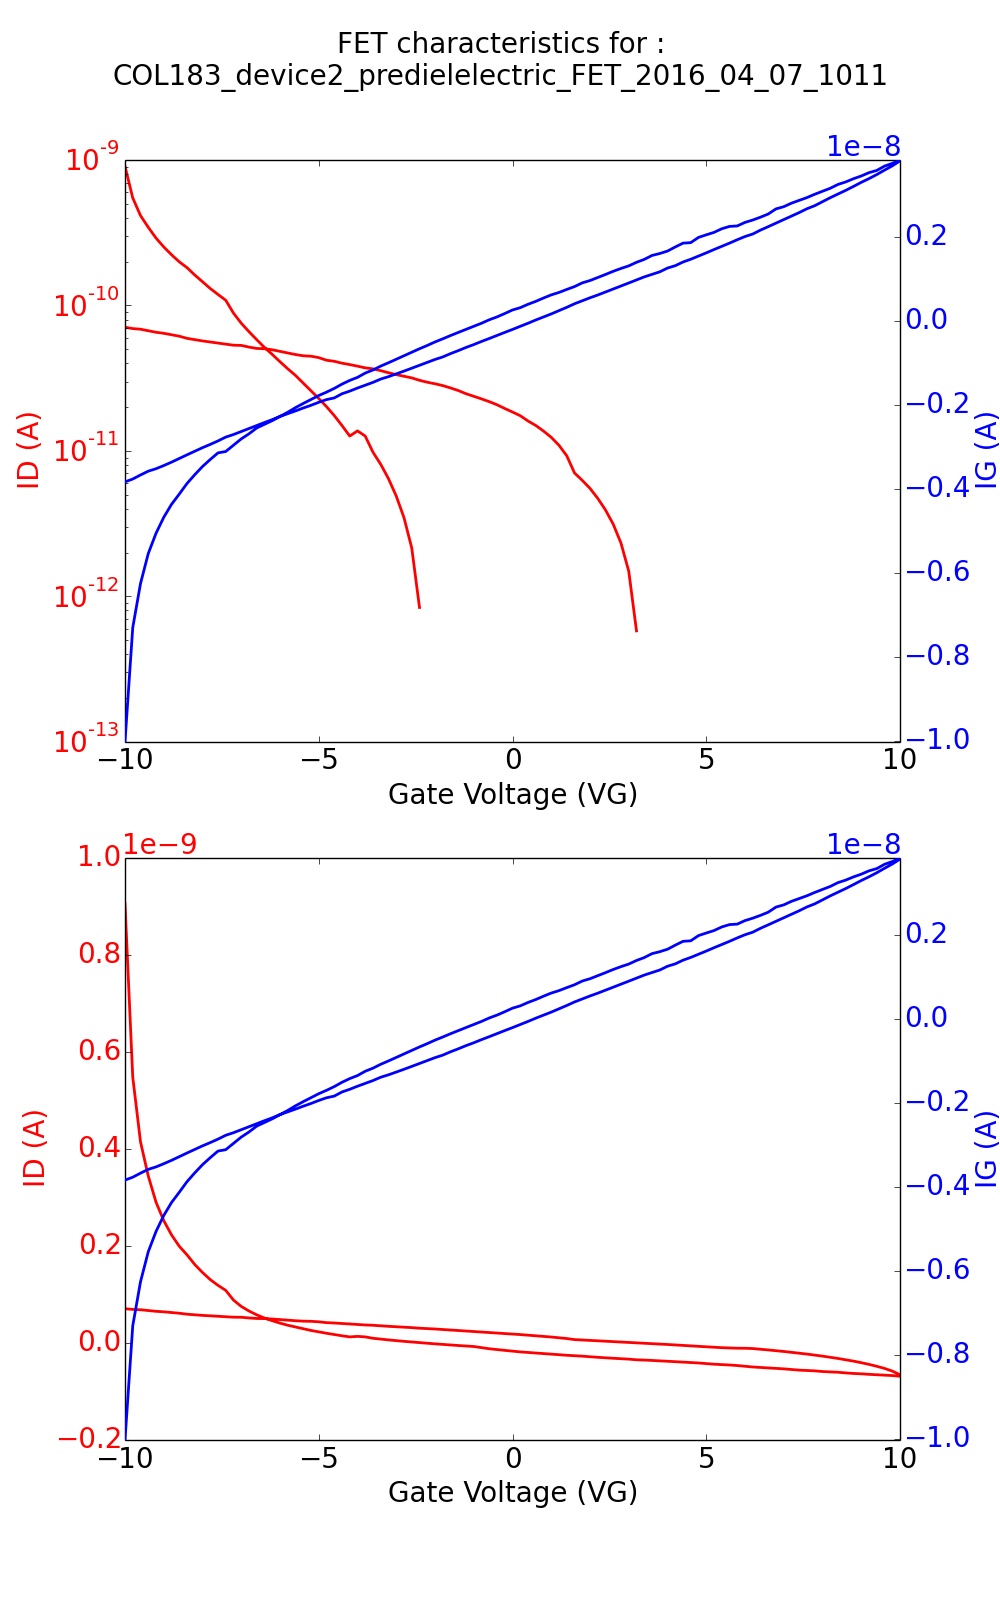 FET characteristics for :
COL183_device2_predielelectric_FET_2016_04_07_1011
1e−8
10^-9
10^-10
10^-11
10^-12
10^-13
ID (A)
0.2
0.0
−0.2
−0.4
−0.6
−0.8
−1.0
IG (A)
−10 −5 0 5 10
Gate Voltage (VG)
1e−9 1e−8
1.0
0.8
0.6
0.4
0.2
0.0
−0.2
ID (A)
0.2
0.0
−0.2
−0.4
−0.6
−0.8
−1.0
IG (A)
−10 −5 0 5 10
Gate Voltage (VG)